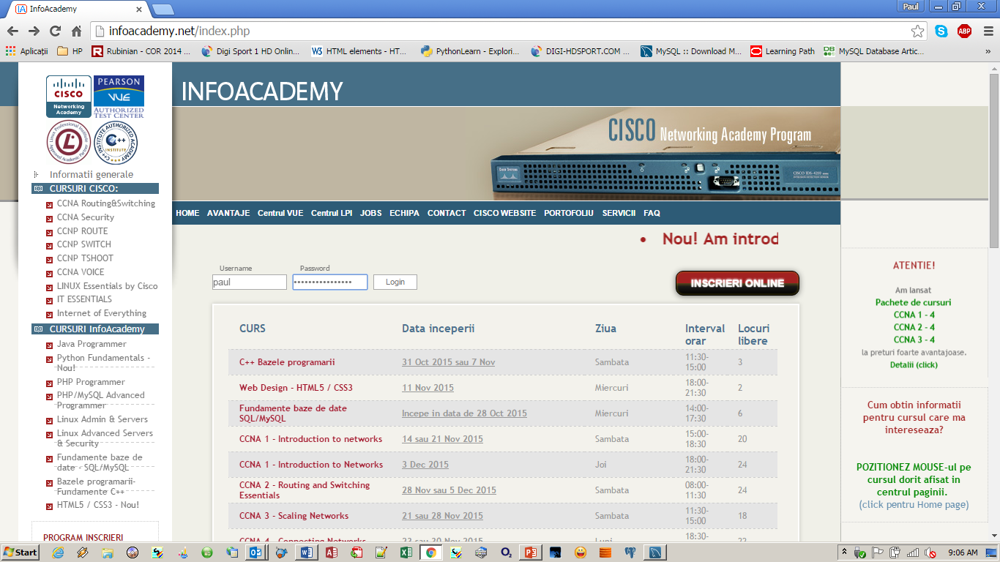 InfoAcademy
Paul
infoacademy.net/index.php
Aplicații
HP
Rubinian - COR 2014 ...
Digi Sport 1 HD Onlin...
HTML elements - HT...
PythonLearn - Explori...
DIGI-HDSPORT.COM ...
MySQL :: Download M...
Learning Path
MySQL Database Artic...
»
CISCO
Networking
Academy
PEARSON
VUE
AUTHORIZED
TEST CENTER
Informatii generale
CURSURI CISCO:
CCNA Routing&Switching
CCNA Security
CCNP ROUTE
CCNP SWITCH
CCNP TSHOOT
CCNA VOICE
LINUX Essentials by Cisco
IT ESSENTIALS
Internet of Everything
CURSURI InfoAcademy
Java Programmer
Python Fundamentals -
Nou!
PHP Programmer
PHP/MySQL Advanced
Programmer
Linux Admin & Servers
Linux Advanced Servers
& Security
Fundamente baze de
date - SQL/MySQL
Bazele programarii-
Fundamente C++
HTML5 / CSS3 - Nou!
PROGRAM INSCRIERI
INFOACADEMY
CISCO Networking Academy Program
HOME AVANTAJE Centrul VUE Centrul LPI JOBS ECHIPA CONTACT CISCO WEBSITE PORTOFOLIU SERVICII FAQ
• Nou! Am introd
Username Password
paul •••••••••••••••• Login
INSCRIERI ONLINE
CURS Data inceperii Ziua Interval orar Locuri libere
C++ Bazele programarii 31 Oct 2015 sau 7 Nov Sambata 11:30-15:00 3
Web Design - HTML5 / CSS3 11 Nov 2015 Miercuri 18:00-21:30 2
Fundamente baze de date SQL/MySQL Incepe in data de 28 Oct 2015 Miercuri 14:00-17:30 6
CCNA 1 - Introduction to networks 14 sau 21 Nov 2015 Sambata 15:00-18:30 20
CCNA 1 - Introduction to Networks 3 Dec 2015 Joi 18:00-21:30 24
CCNA 2 - Routing and Switching Essentials 28 Nov sau 5 Dec 2015 Sambata 08:00-11:30 24
CCNA 3 - Scaling Networks 21 sau 28 Nov 2015 Sambata 11:30-15:00 18
CCNA 4 - Connecting Networks 23 sau 30 Nov 2015 Luni 18:30- 22
ATENTIE!
Am lansat
Pachete de cursuri
CCNA 1 - 4
CCNA 2 - 4
CCNA 3 - 4
la preturi foarte avantajoase.
Detalii (click)
Cum obtin informatii
pentru cursul care ma
intereseaza?
POZITIONEZ MOUSE-ul pe
cursul dorit afisat in
centrul paginii.
(click pentru Home page)
Start
9:06 AM